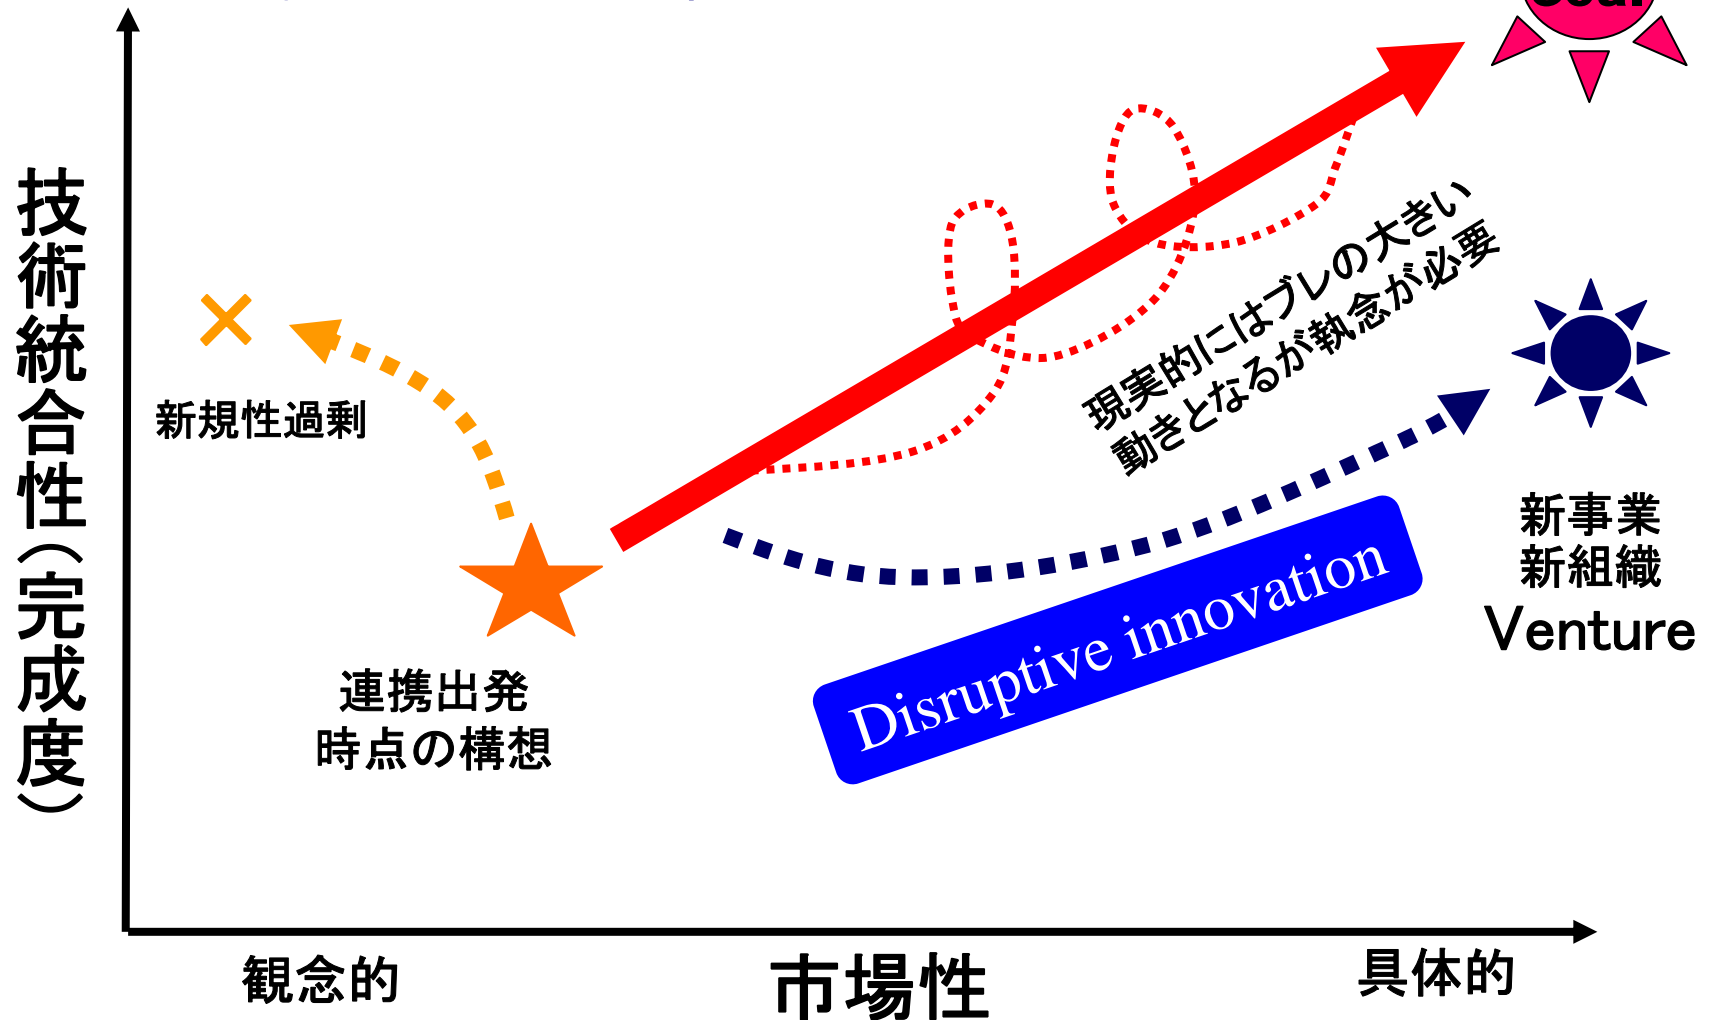 技術統合性(完成度)
新規性過剰
現実的にはブレの大きい
動きとなるが執念が必要
連携出発
時点の構想
Disruptive innovation
新事業
新組織
Venture
観念的
市場性
具体的